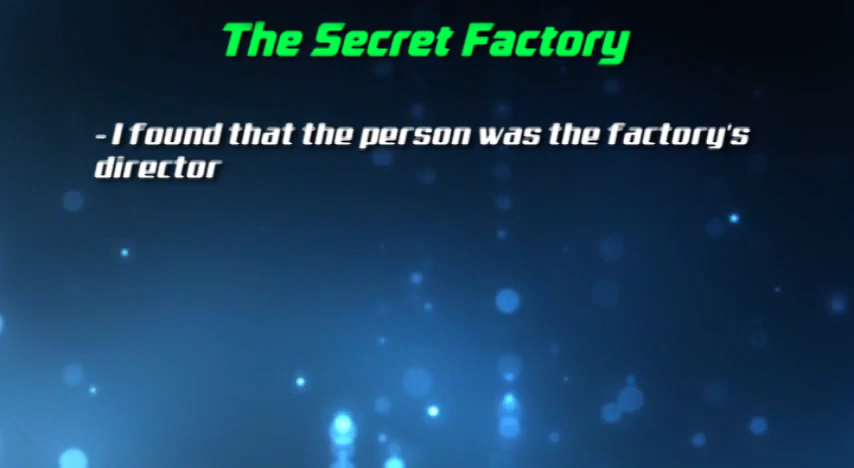 The Secret Factory
- I found that the person was the factory's
director